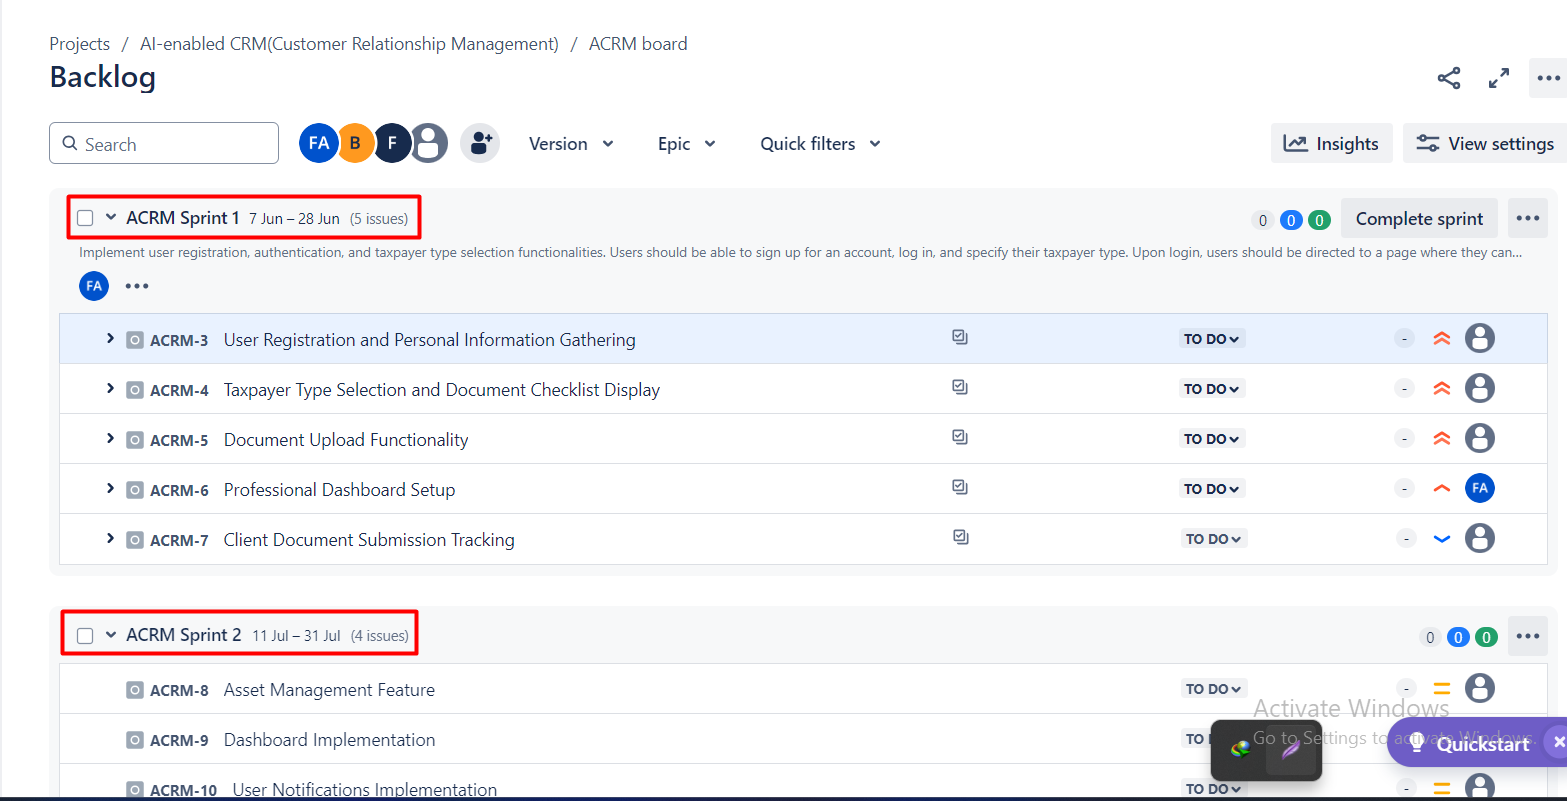 Projects / AI-enabled CRM(Customer Relationship Management) / ACRM board
Backlog
Search FA B F Version Epic Quick filters Insights View settings
ACRM Sprint 1 7 Jun – 28 Jun (5 issues) 0 0 0 Complete sprint
Implement user registration, authentication, and taxpayer type selection functionalities. Users should be able to sign up for an account, log in, and specify their taxpayer type. Upon login, users should be directed to a page where they can...
FA
ACRM-3 User Registration and Personal Information Gathering TO DO -
ACRM-4 Taxpayer Type Selection and Document Checklist Display TO DO -
ACRM-5 Document Upload Functionality TO DO -
ACRM-6 Professional Dashboard Setup TO DO - FA
ACRM-7 Client Document Submission Tracking TO DO -
ACRM Sprint 2 11 Jul – 31 Jul (4 issues) 0 0 0
ACRM-8 Asset Management Feature TO DO -
Activate Windows
ACRM-9 Dashboard Implementation TO
Go to Settings to activate Windows.
Quickstart
ACRM-10 User Notifications Implementation TO DO -